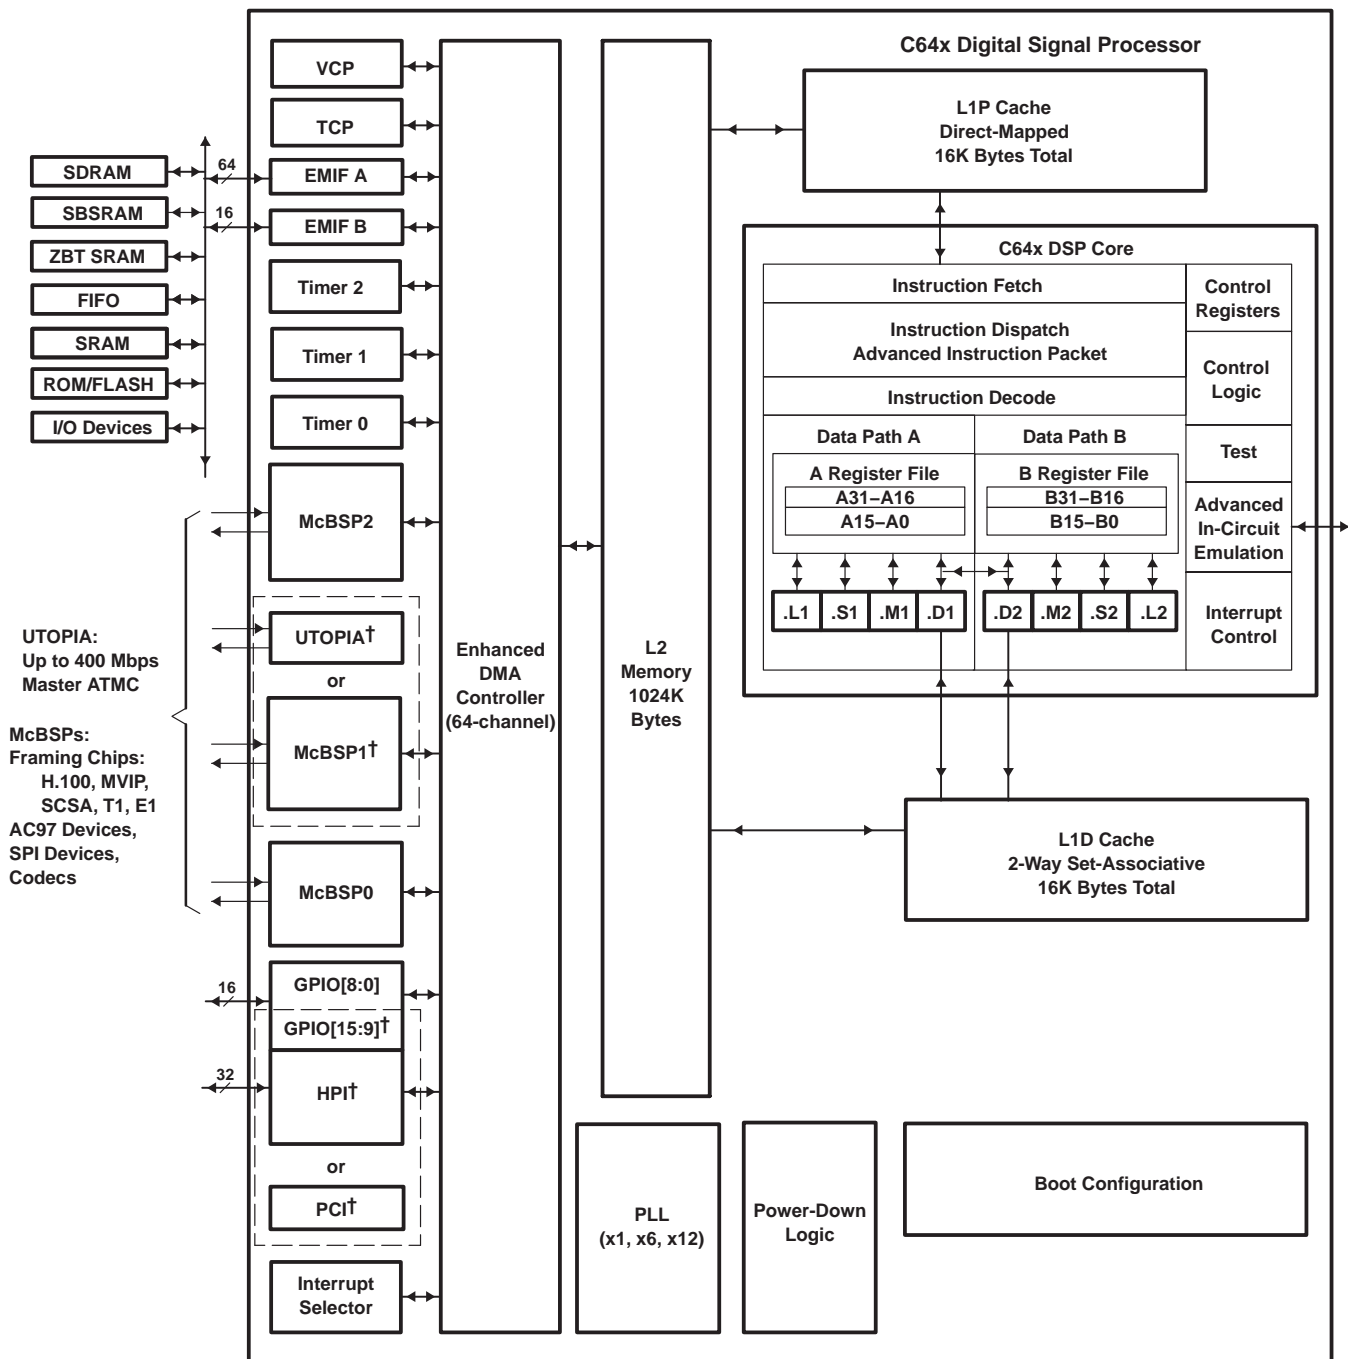 C64x Digital Signal Processor
VCP
TCP
EMIF A
EMIF B
Timer 2
Timer 1
Timer 0
64
16
SDRAM
SBSRAM
ZBT SRAM
FIFO
SRAM
ROM/FLASH
I/O Devices
McBSP2
UTOPIA†
or
McBSP1†
McBSP0
UTOPIA:
Up to 400 Mbps
Master ATMC
McBSPs:
Framing Chips:
H.100, MVIP,
SCSA, T1, E1
AC97 Devices,
SPI Devices,
Codecs
16
GPIO[8:0]
GPIO[15:9]†
32
HPI†
or
PCI†
Interrupt
Selector
Enhanced
DMA
Controller
(64-channel)
L2
Memory
1024K
Bytes
L1P Cache
Direct-Mapped
16K Bytes Total
C64x DSP Core
Instruction Fetch
Instruction Dispatch
Advanced Instruction Packet
Instruction Decode
Data Path A
Data Path B
A Register File
A31–A16
A15–A0
B Register File
B31–B16
B15–B0
.L1
.S1
.M1
.D1
.D2
.M2
.S2
.L2
Control
Registers
Control
Logic
Test
Advanced
In-Circuit
Emulation
Interrupt
Control
L1D Cache
2-Way Set-Associative
16K Bytes Total
PLL
(x1, x6, x12)
Power-Down
Logic
Boot Configuration